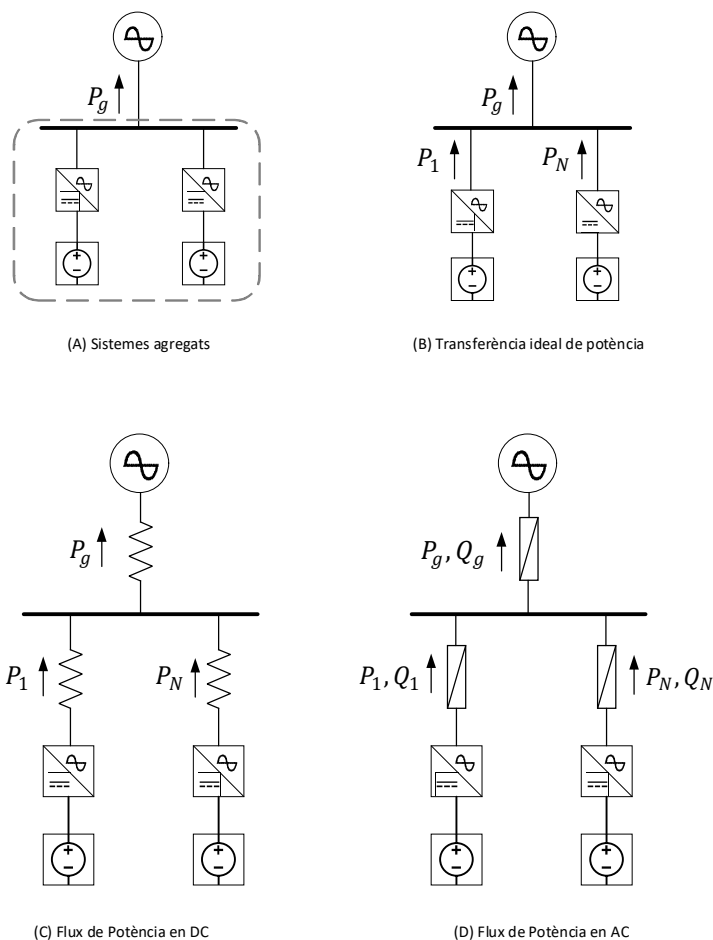 P_g
(A) Sistemes agregats
P_g
P_1
P_N
(B) Transferència ideal de potència
P_g
P_1
P_N
(C) Flux de Potència en DC
P_g, Q_g
P_1, Q_1
P_N, Q_N
(D) Flux de Potència en AC